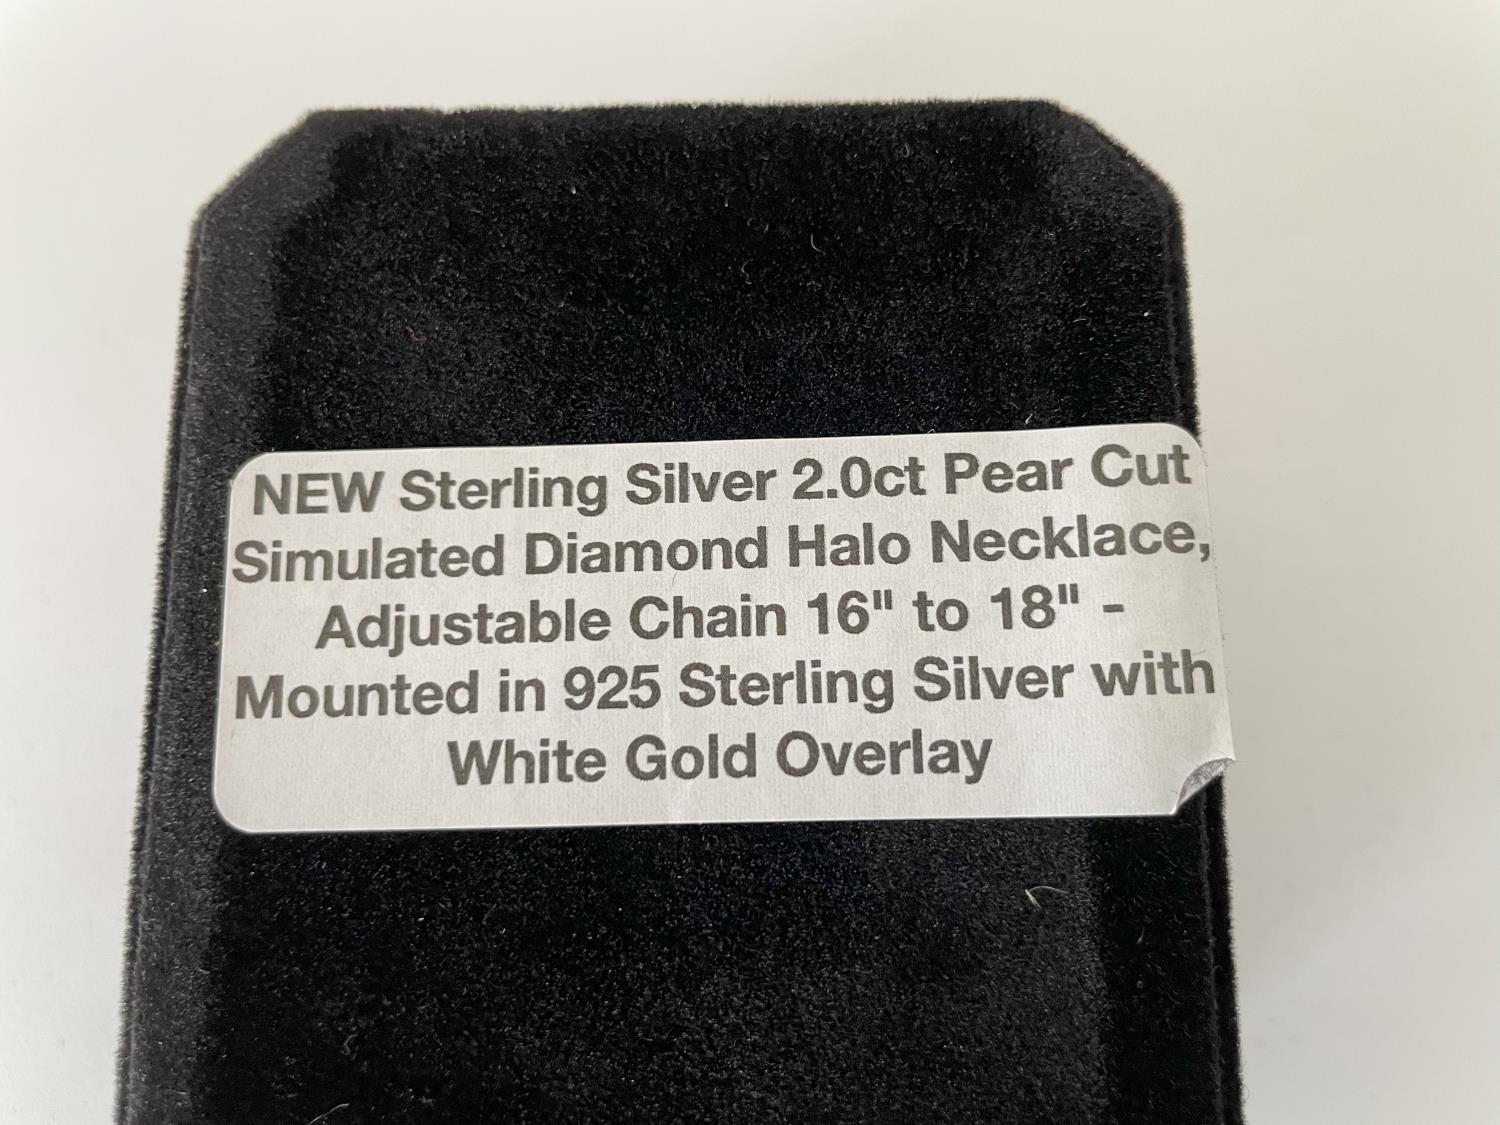 NEW Sterling Silver 2.0ct Pear Cut
Simulated Diamond Halo Necklace,
Adjustable Chain 16" to 18" -
Mounted in 925 Sterling Silver with
White Gold Overlay